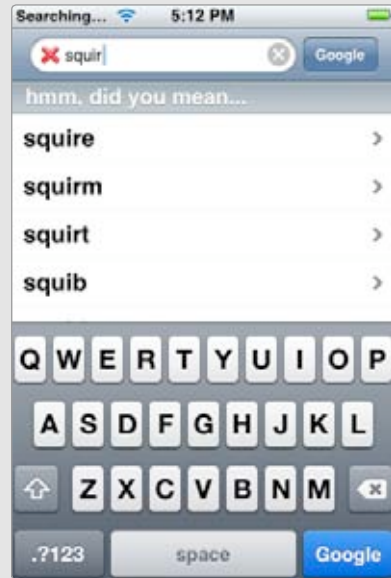 Searching... 5:12 PM
squir Google
hmm, did you mean...
squire
squirm
squirt
squib
Q W E R T Y U I O P
A S D F G H J K L
Z X C V B N M
.?123 space Google